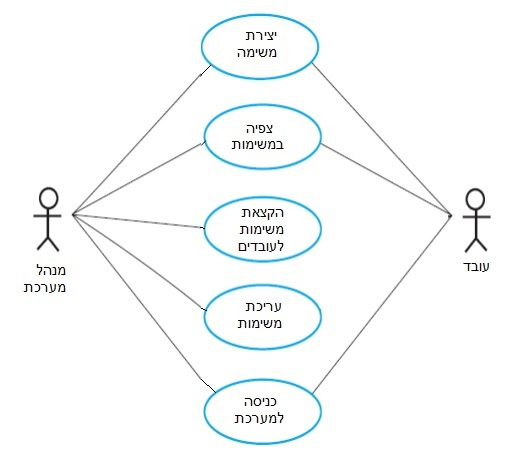 יצירת
משימה
צפיה
במשימות
הקצאת
משימות
לעובדים
עריכת
משימות
כניסה
למערכת
מנהל
מערכת
עובד